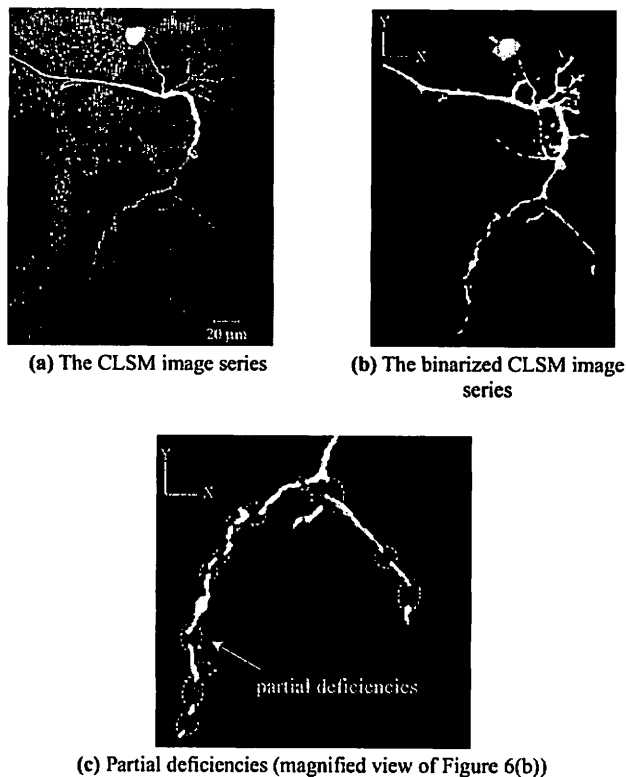 20 µm
(a) The CLSM image series
Y
X
(b) The binarized CLSM image
series
Y
X
partial deficiencies
(c) Partial deficiencies (magnified view of Figure 6(b))